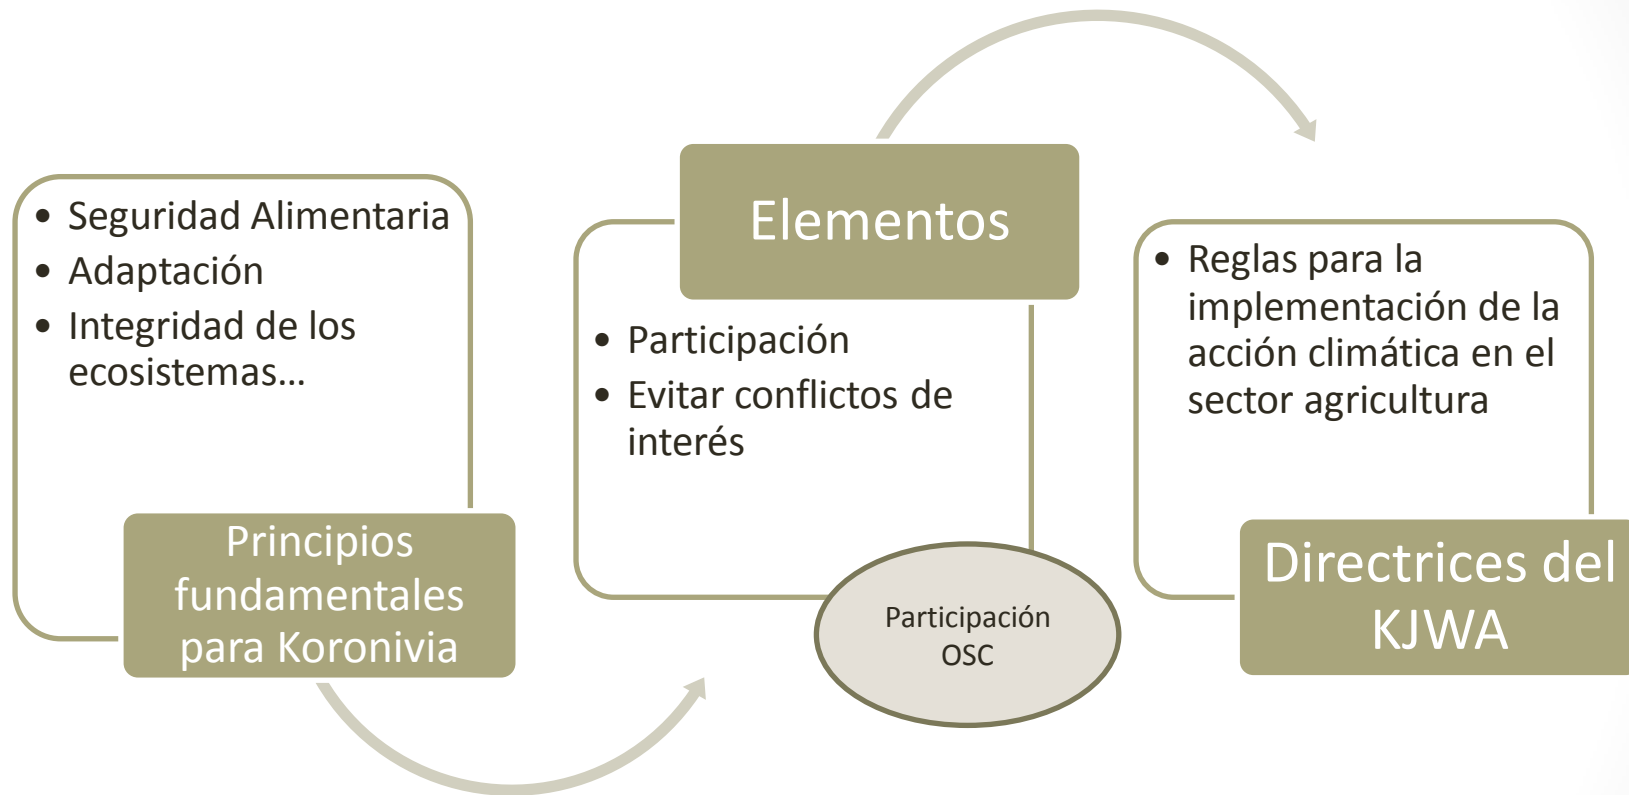 • Seguridad Alimentaria
• Adaptación
• Integridad de los
ecosistemas...
Principios
fundamentales
para Koronivia
Elementos
• Participación
• Evitar conflictos de
interés
Participación
OSC
• Reglas para la
implementación de la
acción climática en el
sector agricultura
Directrices del
KJWA